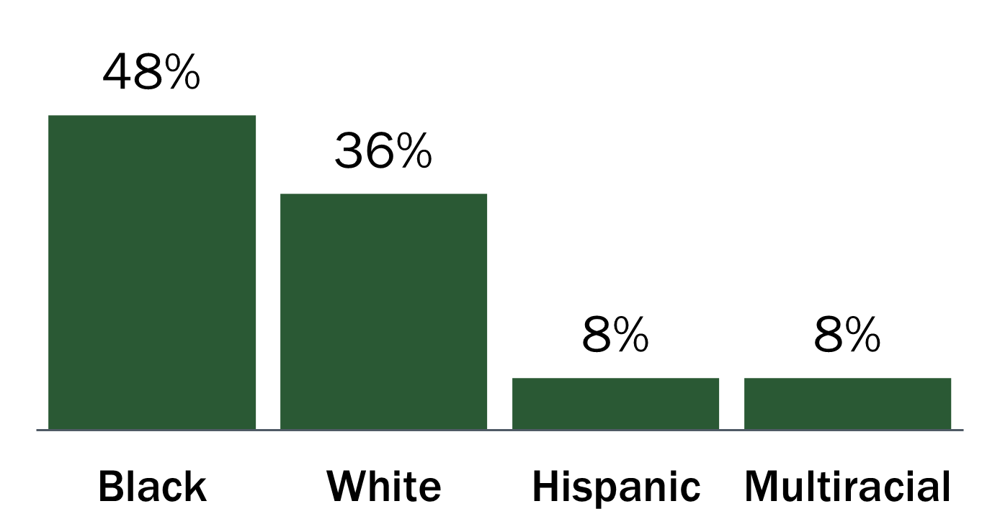 48%
36%
8%
8%
Black
White
Hispanic
Multiracial